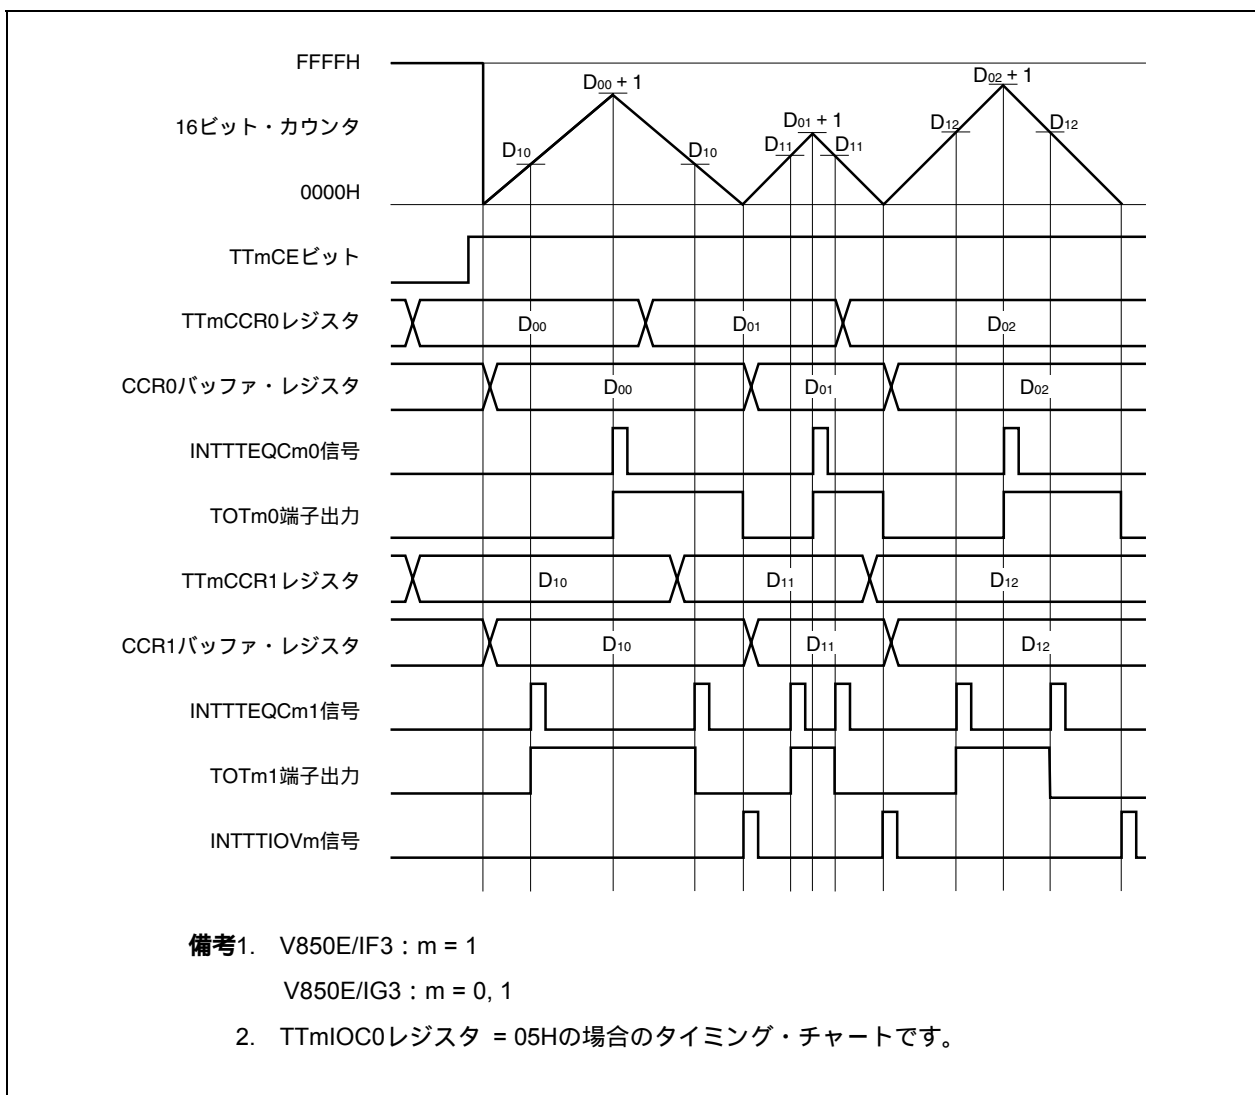 FFFFH
D00 + 1
D02 + 1
16ビット・カウンタ
D10
D10
D11
D01 + 1
D11
D12
D12
0000H
TTmCEビット
TTmCCR0レジスタ
D00
D01
D02
CCR0バッファ・レジスタ
D00
D01
D02
INTTTEQCm0信号
TOTm0端子出力
TTmCCR1レジスタ
D10
D11
D12
CCR1バッファ・レジスタ
D10
D11
D12
INTTTEQCm1信号
TOTm1端子出力
INTTTIOVm信号
備考1. V850E/IF3：m = 1
V850E/IG3：m = 0, 1
2. TTmIOC0レジスタ = 05Hの場合のタイミング・チャートです。